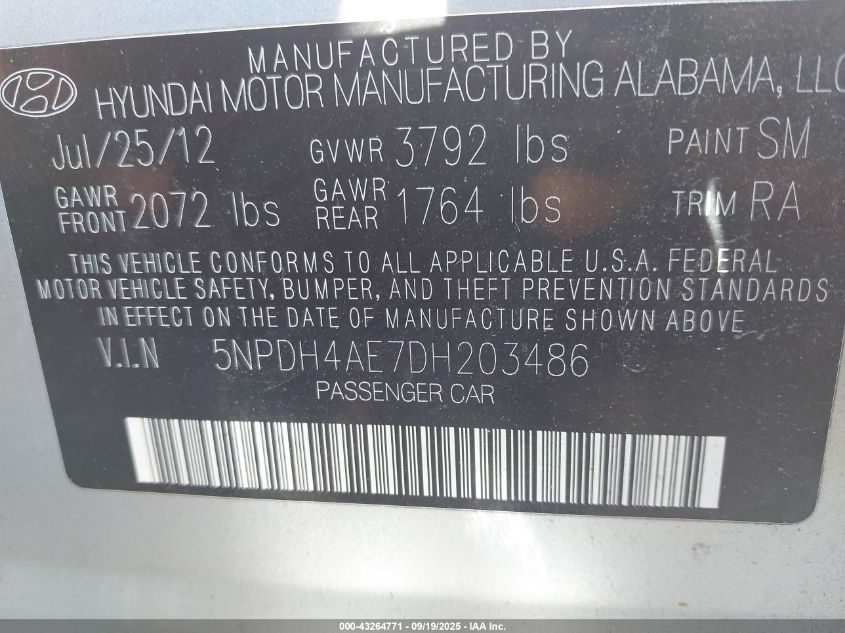 MANUFACTURED BY
HYUNDAI MOTOR MANUFACTURING ALABAMA, LLC
Jul/25/12 GVWR 3792 lbs PAINT SM
GAWR FRONT 2072 lbs GAWR REAR 1764 lbs TRIM RA
THIS VEHICLE CONFORMS TO ALL APPLICABLE U.S.A. FEDERAL
MOTOR VEHICLE SAFETY, BUMPER, AND THEFT PREVENTION STANDARDS
IN EFFECT ON THE DATE OF MANUFACTURE SHOWN ABOVE
V.I.N 5NPDH4AE7DH203486
PASSENGER CAR
000-43264771 - 09/19/2025 - IAA Inc.